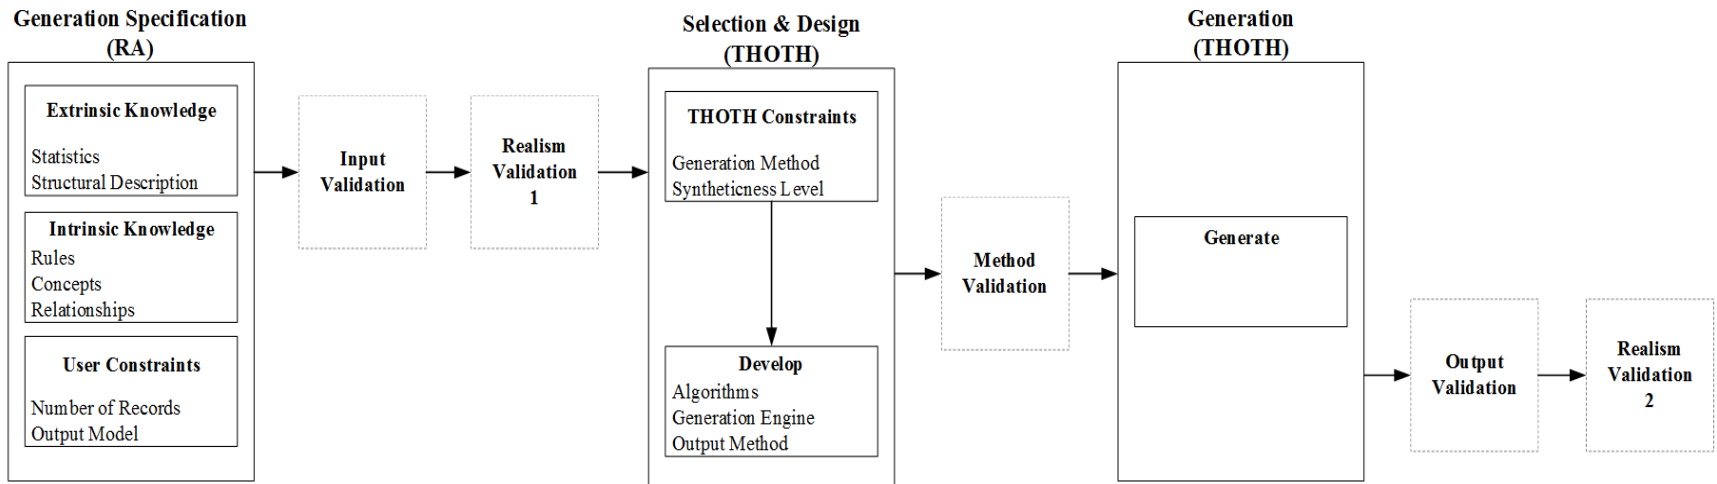 Generation Specification
(RA)
Extrinsic Knowledge
Statistics
Structural Description
Intrinsic Knowledge
Rules
Concepts
Relationships
User Constraints
Number of Records
Output Model
Input
Validation
Realism
Validation
1
Selection & Design
(THOTH)
THOTH Constraints
Generation Method
Syntheticness Level
Develop
Algorithms
Generation Engine
Output Method
Method
Validation
Generation
(THOTH)
Generate
Output
Validation
Realism
Validation
2